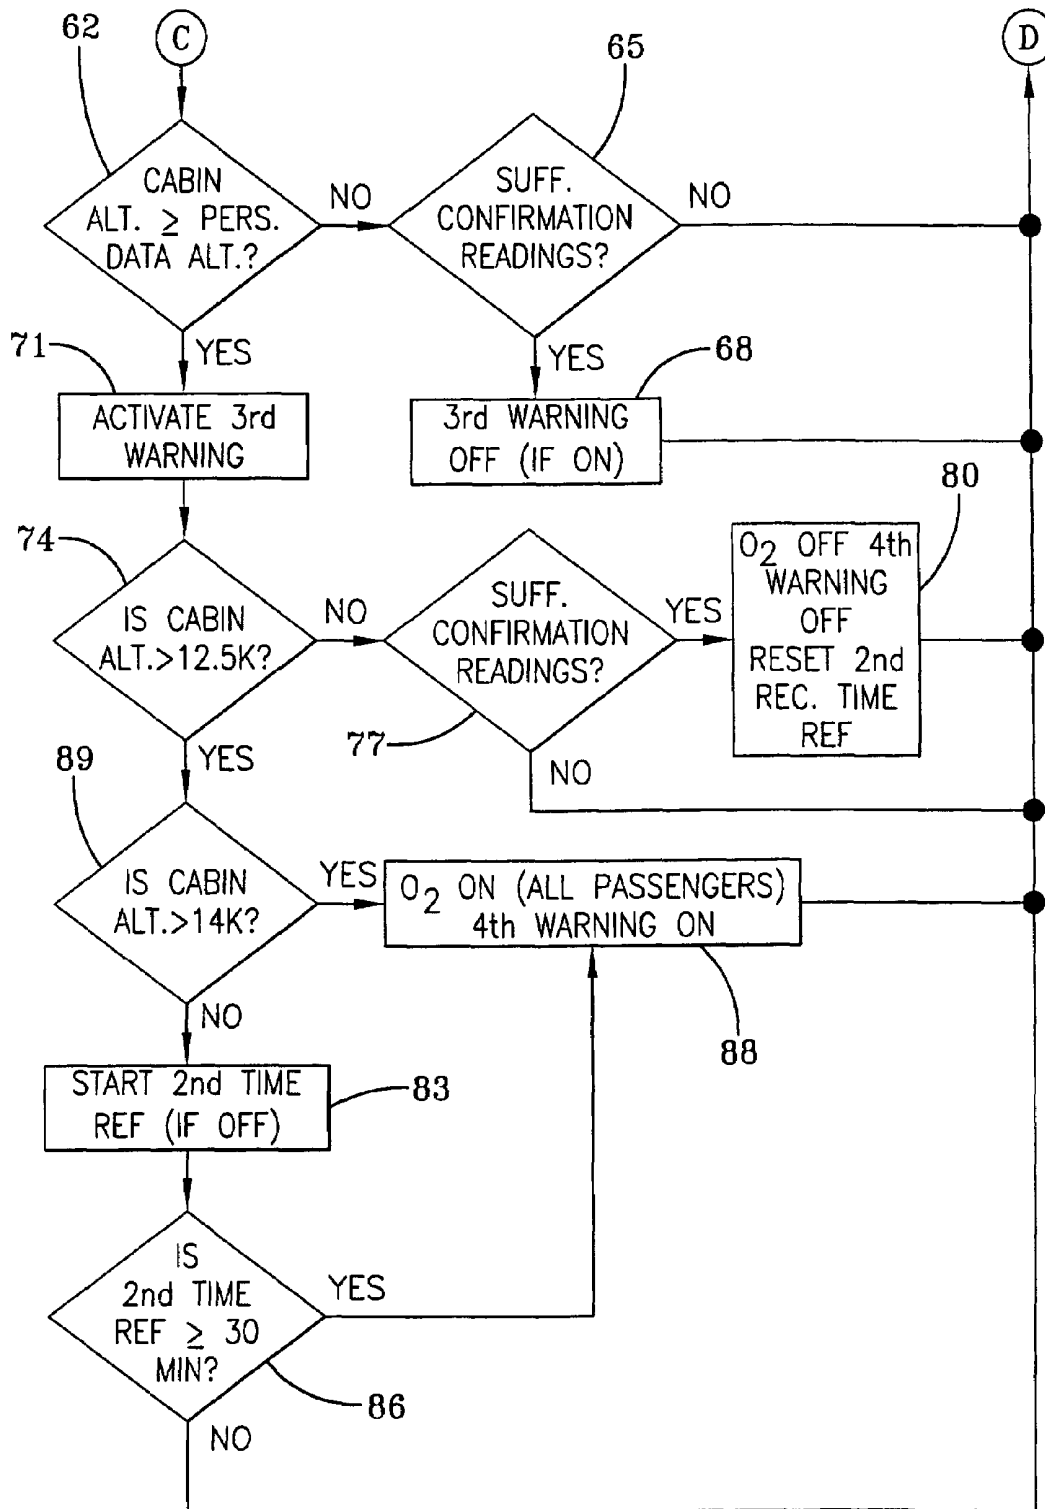 62
C
65
D
CABIN
ALT. ≥ PERS.
DATA ALT.?
NO
SUFF.
CONFIRMATION
READINGS?
NO
71
YES
YES
68
ACTIVATE 3rd
WARNING
3rd WARNING
OFF (IF ON)
80
74
IS CABIN
ALT.>12.5K?
NO
SUFF.
CONFIRMATION
READINGS?
YES
O2 OFF 4th
WARNING
OFF
RESET 2nd
REC. TIME
REF
77
89
YES
NO
IS CABIN
ALT.>14K?
YES
O2 ON (ALL PASSENGERS)
4th WARNING ON
NO
88
START 2nd TIME
REF (IF OFF)
83
IS
2nd TIME
REF ≥ 30
MIN?
YES
86
NO